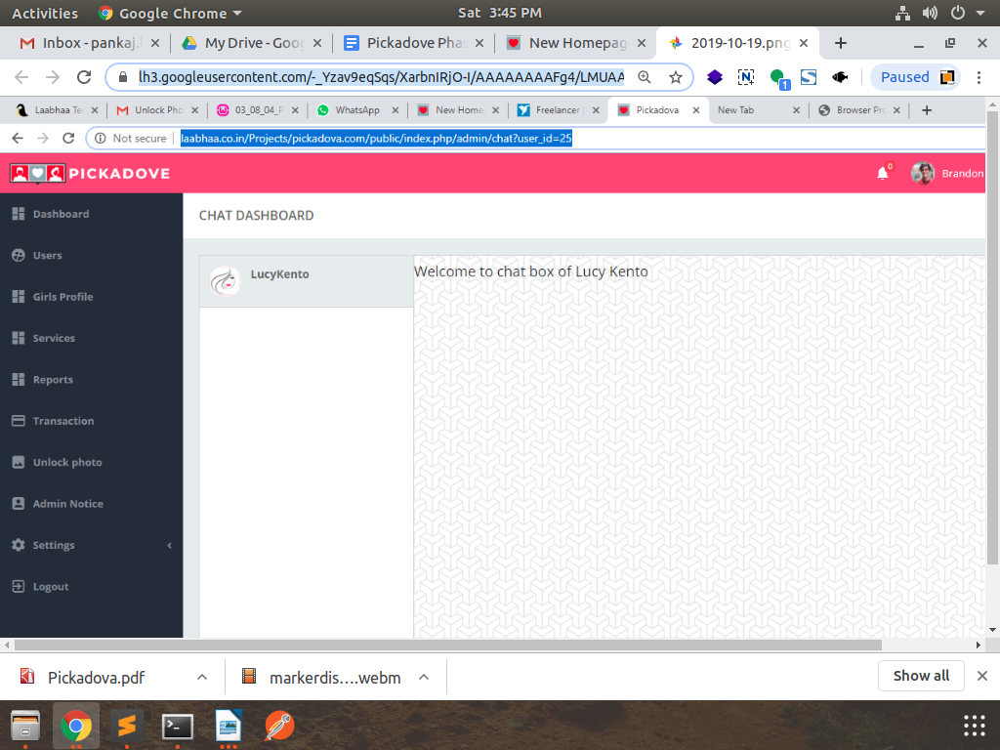 Activities Google Chrome Sat 3:45 PM
Inbox - pankaj. My Drive - Goog Pickadove Pha New Homepag 2019-10-19.png
lh3.googleusercontent.com/-_Yzav9eqSqs/XarbnIRjO-I/AAAAAAAAFg4/LMUAA Paused
Laabhaa Te Unlock Pho 03_08_04_P WhatsApp New Home Freelancer Pickadova New Tab Browser Pr
Not secure laabhaa.co.in/Projects/pickadova.com/public/index.php/admin/chat?user_id=25
PICKADOVE 0 Brandon
Dashboard
CHAT DASHBOARD
Users
LucyKento
Welcome to chat box of Lucy Kento
Girls Profile
Services
Reports
Transaction
Unlock photo
Admin Notice
Settings
Logout
Pickadova.pdf markerdis....webm Show all